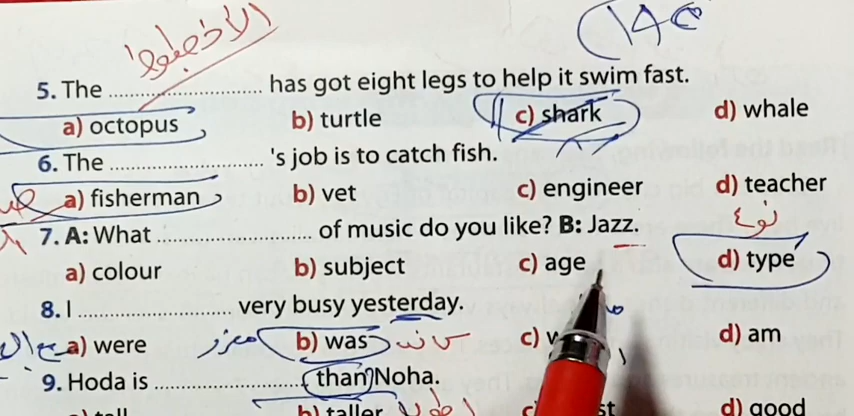 الأخطبوط
5. The .................... has got eight legs to help it swim fast.
a) octopus b) turtle c) shark d) whale
6. The .................... 's job is to catch fish.
a) fisherman b) vet c) engineer d) teacher
نوع
7. A: What .................... of music do you like? B: Jazz.
a) colour b) subject c) age d) type
8. I .................... very busy yesterday.
a) were b) was d) am
9. Hoda is .................... than Noha.
b) taller d) good